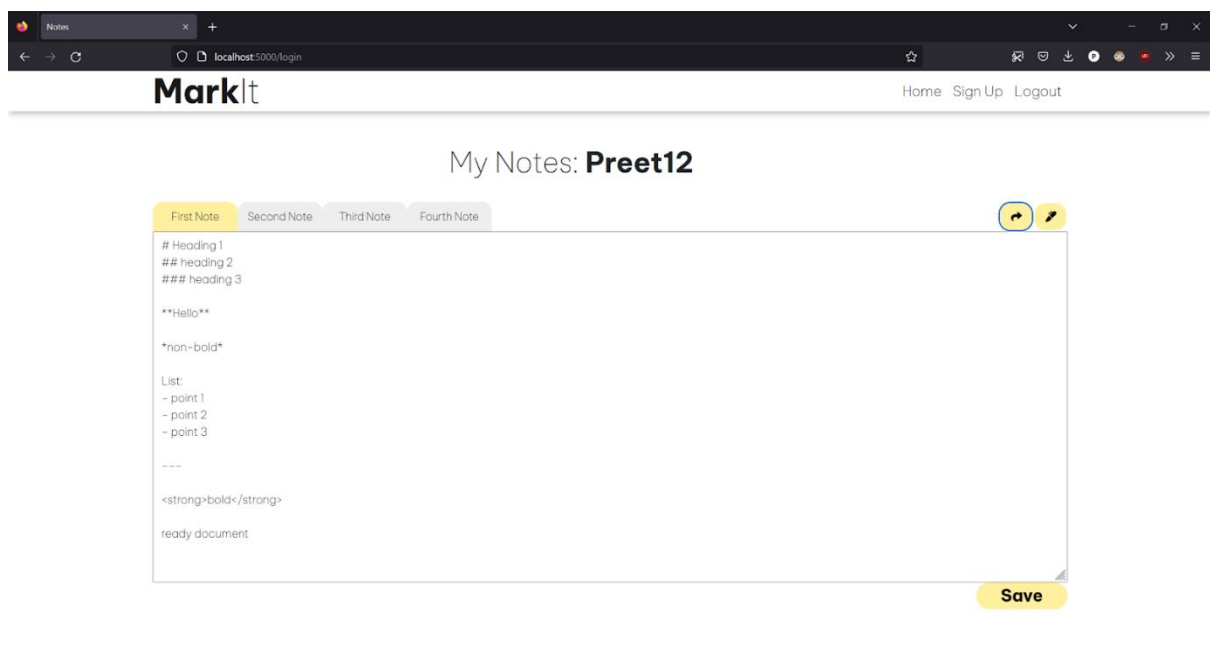 Notes
localhost:5000/login
MarkIt
Home Sign Up Logout
My Notes: Preet12
First Note Second Note Third Note Fourth Note
# Heading 1
## heading 2
### heading 3
**Hello**
*non-bold*
List:
- point 1
- point 2
- point 3
---
<strong>bold</strong>
ready document
Save